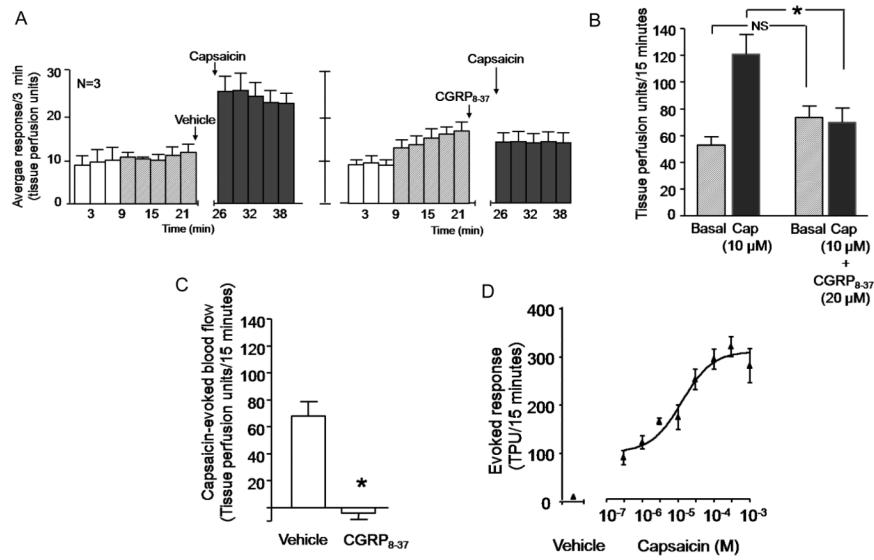 A
Avergae response/3 min
(tissue perfusion units)
30
20
10
0
N=3
Vehicle
Capsaicin
3 9 15 21 26 32 38
Time (min)
CGRP8-37
Capsaicin
3 9 15 21 26 32 38
Time (min)
B
Tissue perfusion units/15 minutes
140
120
100
80
60
40
20
0
NS
*
Basal Cap
(10 µM)
Basal Cap
(10 µM)
+
CGRP8-37
(20 µM)
C
Capsaicin-evoked blood flow
(Tissue perfusion units/15 minutes)
140
100
60
20
*
Vehicle CGRP8-37
D
Evoked response
(TPU/15 minutes)
400
300
200
100
0
10-7 10-6 10-5 10-4 10-3
Vehicle Capsaicin (M)